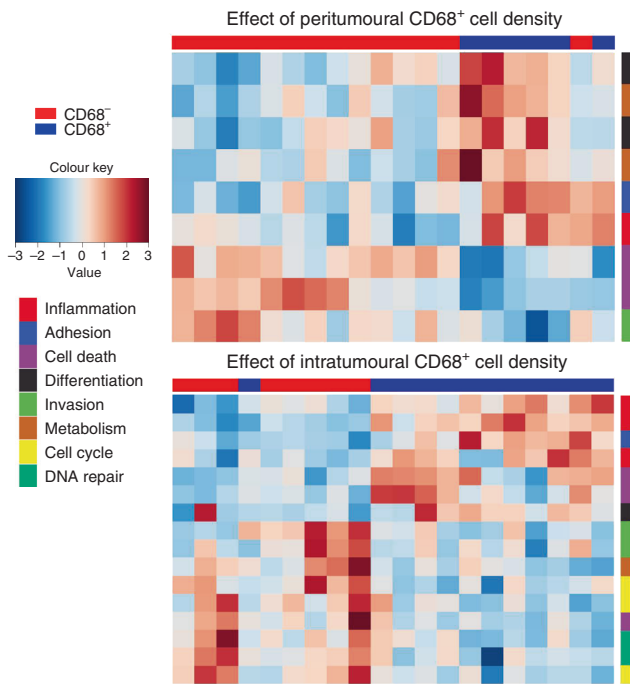 Effect of peritumoural CD68⁺ cell density
CD68⁻
CD68⁺
Colour key
−3 −2 −1 0 1 2 3
Value
Inflammation
Adhesion
Cell death
Differentiation
Invasion
Metabolism
Cell cycle
DNA repair
Effect of intratumoural CD68⁺ cell density